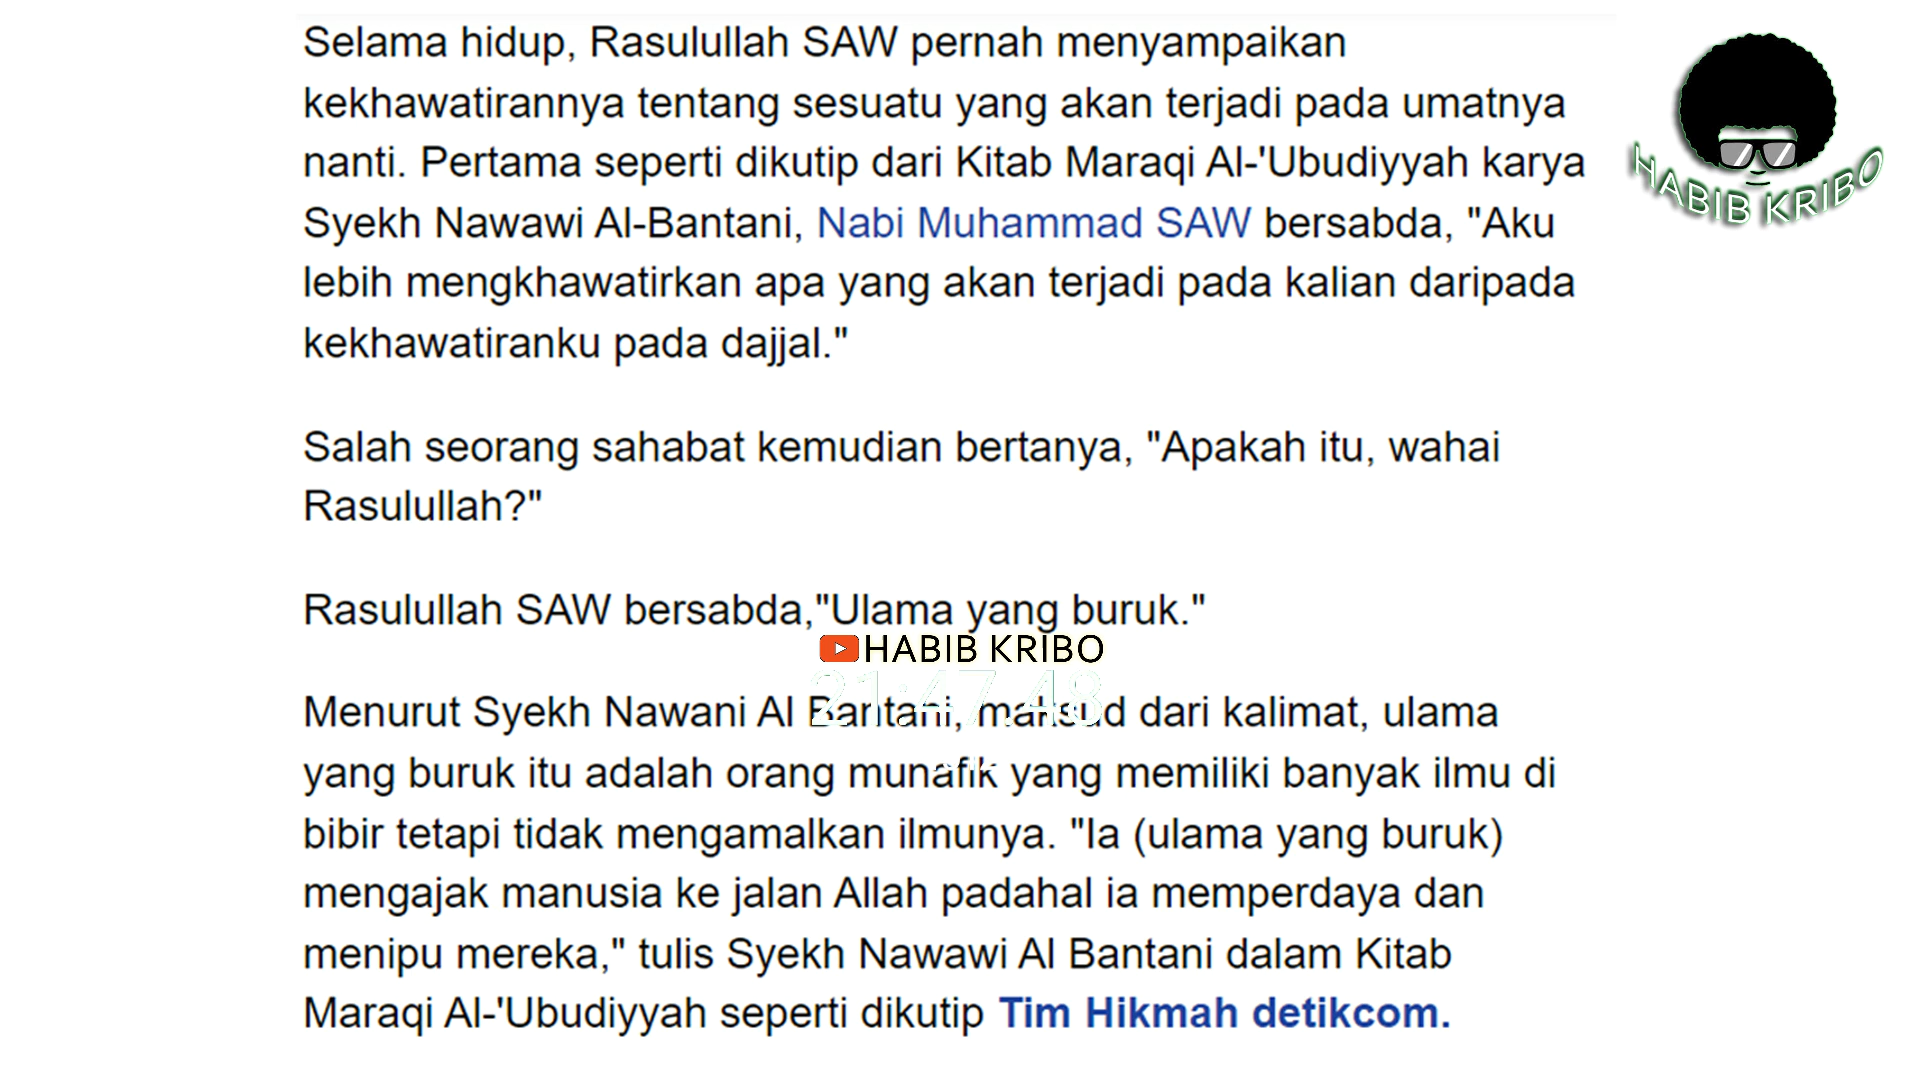 Selama hidup, Rasulullah SAW pernah menyampaikan
kekhawatirannya tentang sesuatu yang akan terjadi pada umatnya
nanti. Pertama seperti dikutip dari Kitab Maraqi Al-'Ubudiyyah karya
Syekh Nawawi Al-Bantani, Nabi Muhammad SAW bersabda, "Aku
lebih mengkhawatirkan apa yang akan terjadi pada kalian daripada
kekhawatiranku pada dajjal."
HABIB KRIBO
Salah seorang sahabat kemudian bertanya, "Apakah itu, wahai
Rasulullah?"
Rasulullah SAW bersabda,"Ulama yang buruk."
HABIB KRIBO
21:47:48
Menurut Syekh Nawani Al Bantani, maksud dari kalimat, ulama
yang buruk itu adalah orang munafik yang memiliki banyak ilmu di
bibir tetapi tidak mengamalkan ilmunya. "Ia (ulama yang buruk)
mengajak manusia ke jalan Allah padahal ia memperdaya dan
menipu mereka," tulis Syekh Nawawi Al Bantani dalam Kitab
Maraqi Al-'Ubudiyyah seperti dikutip Tim Hikmah detikcom.